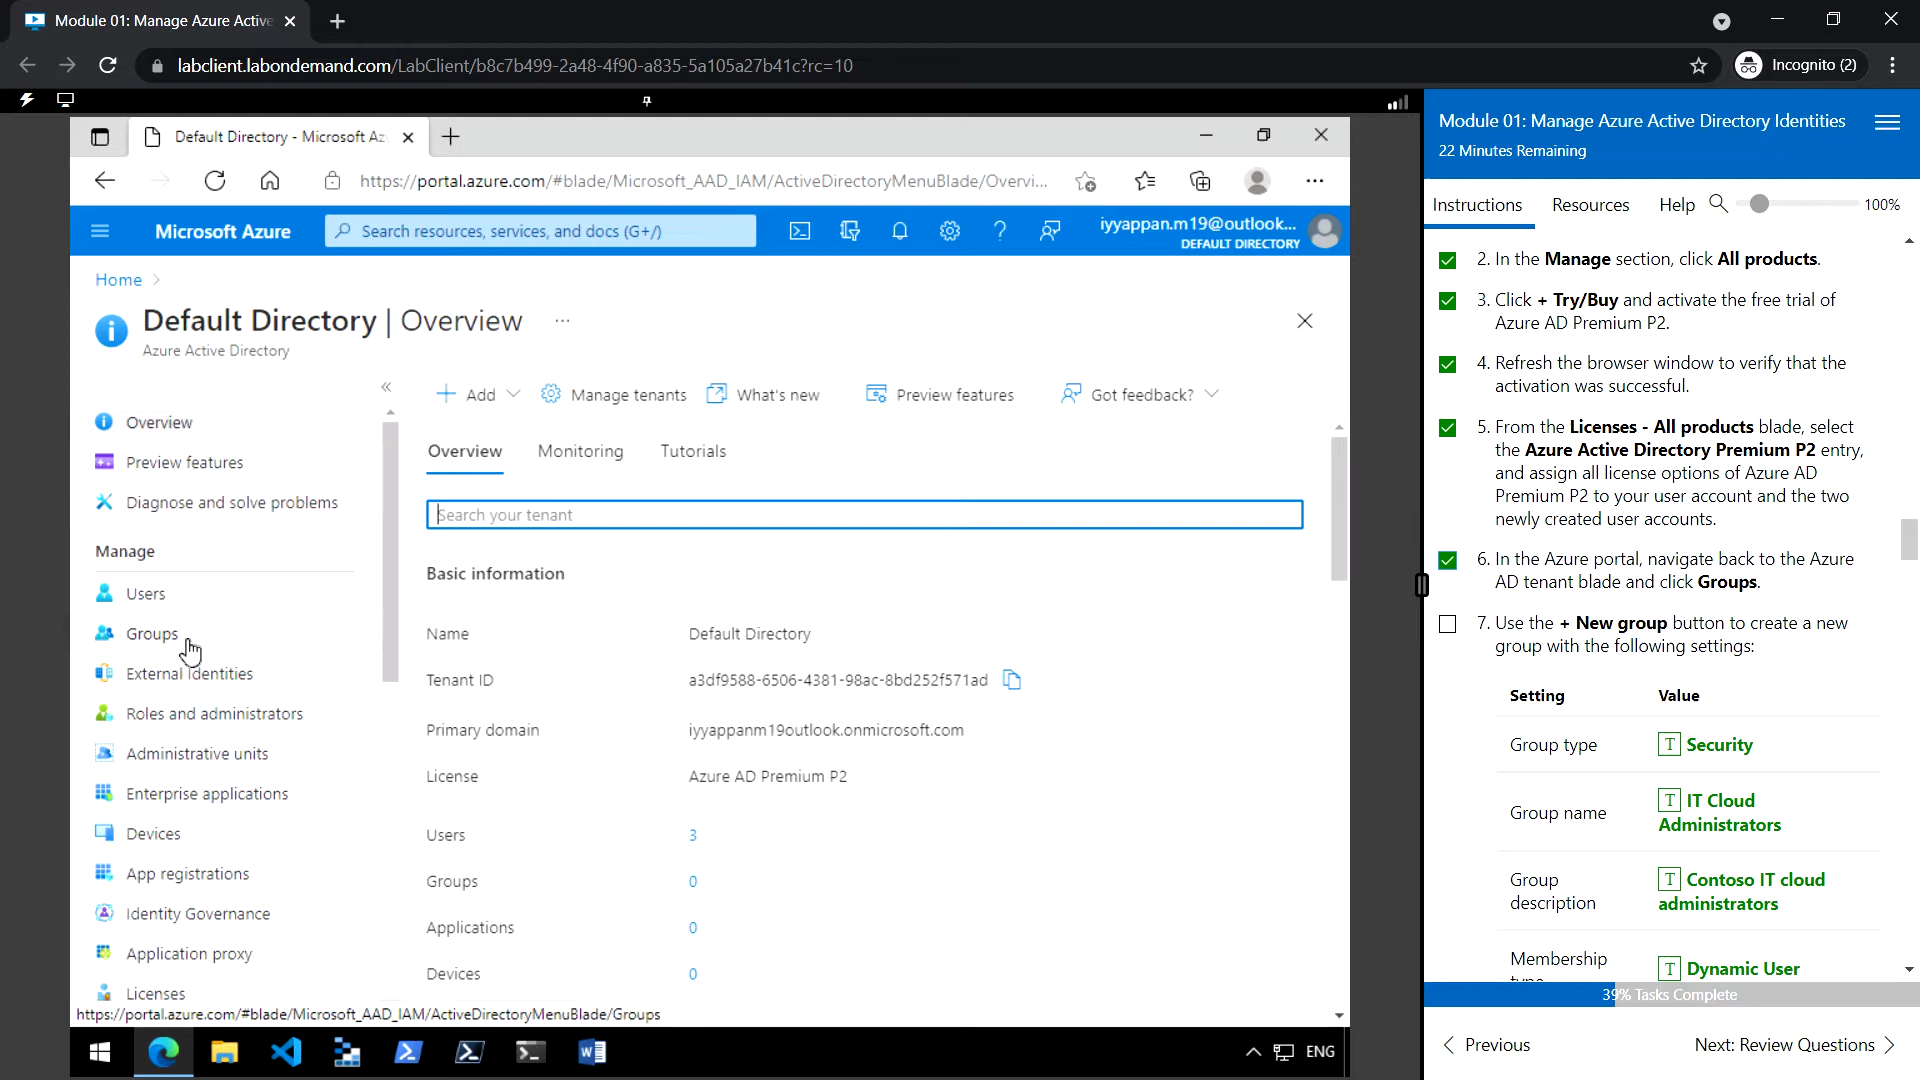 Module 01: Manage Azure Active
labclient.labondemand.com/LabClient/b8c7b499-2a48-4f90-a835-5a105a27b41c?rc=10
Incognito (2)
Default Directory - Microsoft Az
https://portal.azure.com/#blade/Microsoft_AAD_IAM/ActiveDirectoryMenuBlade/Overvi...
Microsoft Azure
Search resources, services, and docs (G+/)
iyyappan.m19@outlook...
DEFAULT DIRECTORY
Home >
Default Directory | Overview ...
Azure Active Directory
Overview
Preview features
Diagnose and solve problems
Manage
Users
Groups
External Identities
Roles and administrators
Administrative units
Enterprise applications
Devices
App registrations
Identity Governance
Application proxy
Licenses
Add
Manage tenants
What's new
Preview features
Got feedback?
Overview
Monitoring
Tutorials
Search your tenant
Basic information
Name Default Directory
Tenant ID a3df9588-6506-4381-98ac-8bd252f571ad
Primary domain iyyappanm19outlook.onmicrosoft.com
License Azure AD Premium P2
Users 3
Groups 0
Applications 0
Devices 0
https://portal.azure.com/#blade/Microsoft_AAD_IAM/ActiveDirectoryMenuBlade/Groups
ENG
Module 01: Manage Azure Active Directory Identities
22 Minutes Remaining
Instructions Resources Help 100%
2. In the Manage section, click All products.
3. Click + Try/Buy and activate the free trial of
Azure AD Premium P2.
4. Refresh the browser window to verify that the
activation was successful.
5. From the Licenses - All products blade, select
the Azure Active Directory Premium P2 entry,
and assign all license options of Azure AD
Premium P2 to your user account and the two
newly created user accounts.
6. In the Azure portal, navigate back to the Azure
AD tenant blade and click Groups.
7. Use the + New group button to create a new
group with the following settings:
Setting Value
Group type T Security
Group name T IT Cloud
Administrators
Group
description
T Contoso IT cloud
administrators
Membership
type
T Dynamic User
39% Tasks Complete
Previous
Next: Review Questions